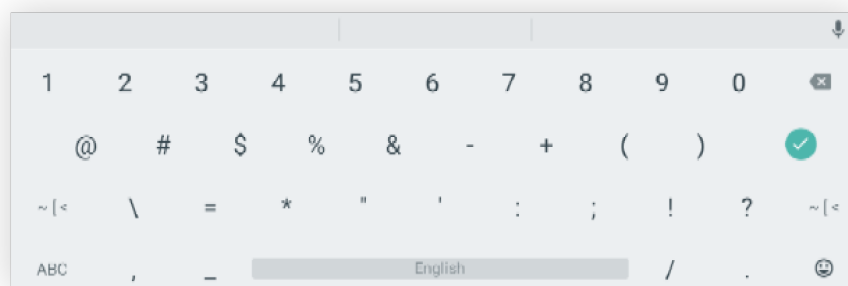 1 2 3 4 5 6 7 8 9 0
@ # $ % & - + ( )
~ [ < \ = * " ' : ; ! ? ~ [ <
ABC , _ English / .